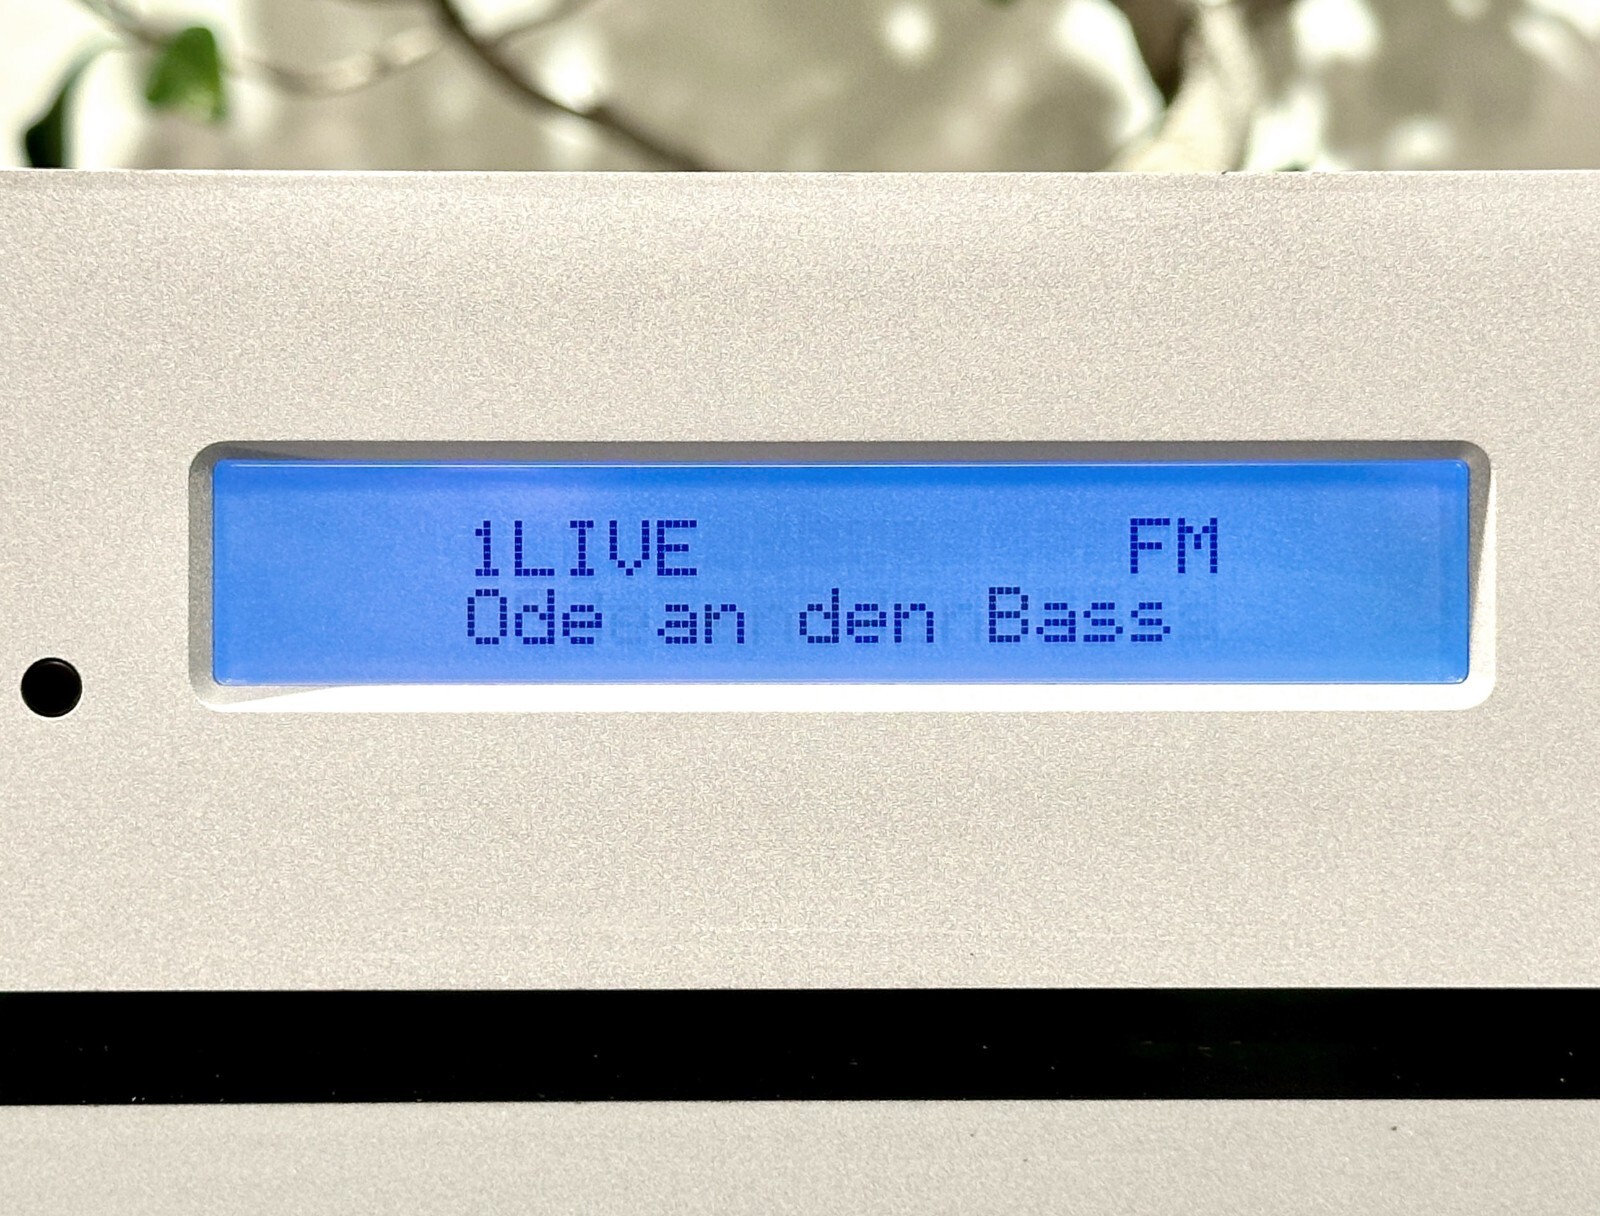 1LIVE FM
Ode an den Bass